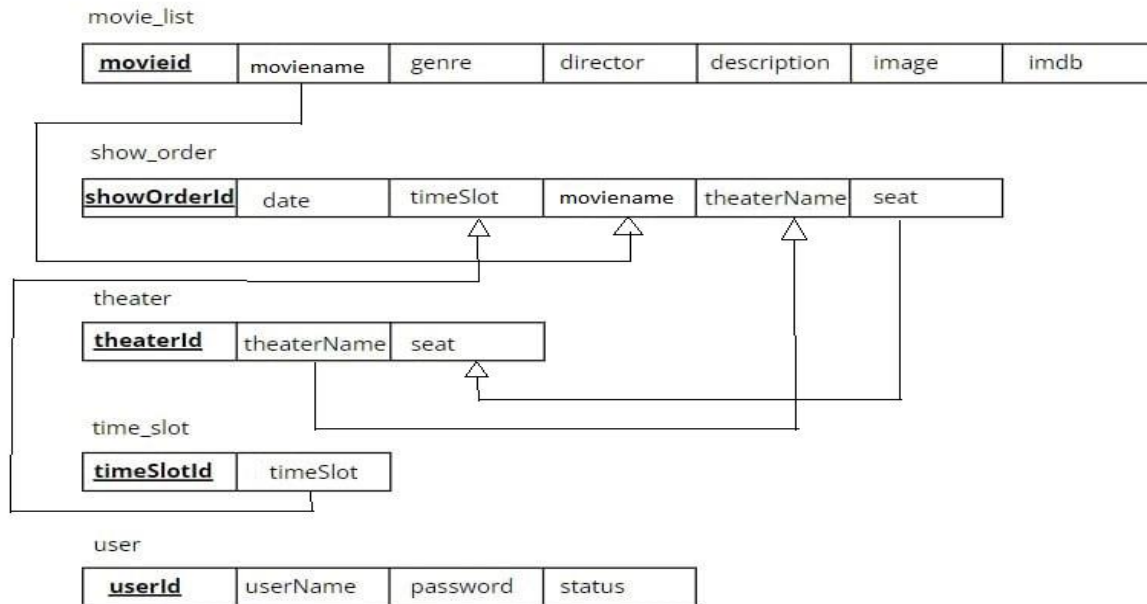 movie_list
movieid moviename genre director description image imdb
show_order
showOrderId date timeSlot moviename theaterName seat
theater
theaterId theaterName seat
time_slot
timeSlotId timeSlot
user
userId userName password status